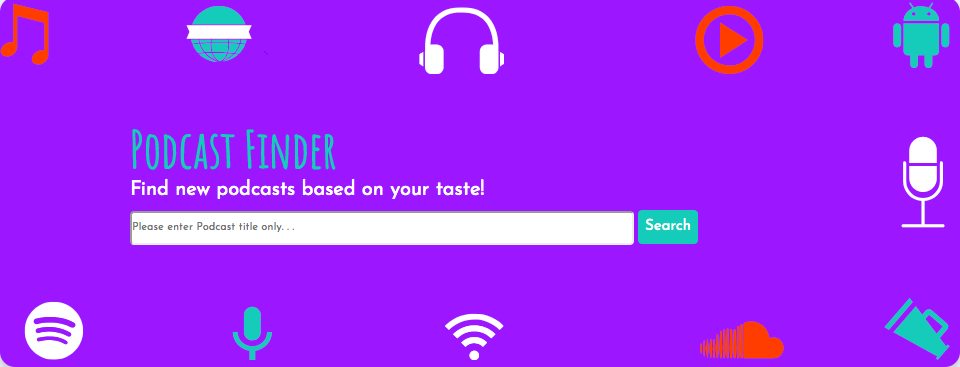 Podcast Finder
Find new podcasts based on your taste!
Please enter Podcast title only. . .
Search